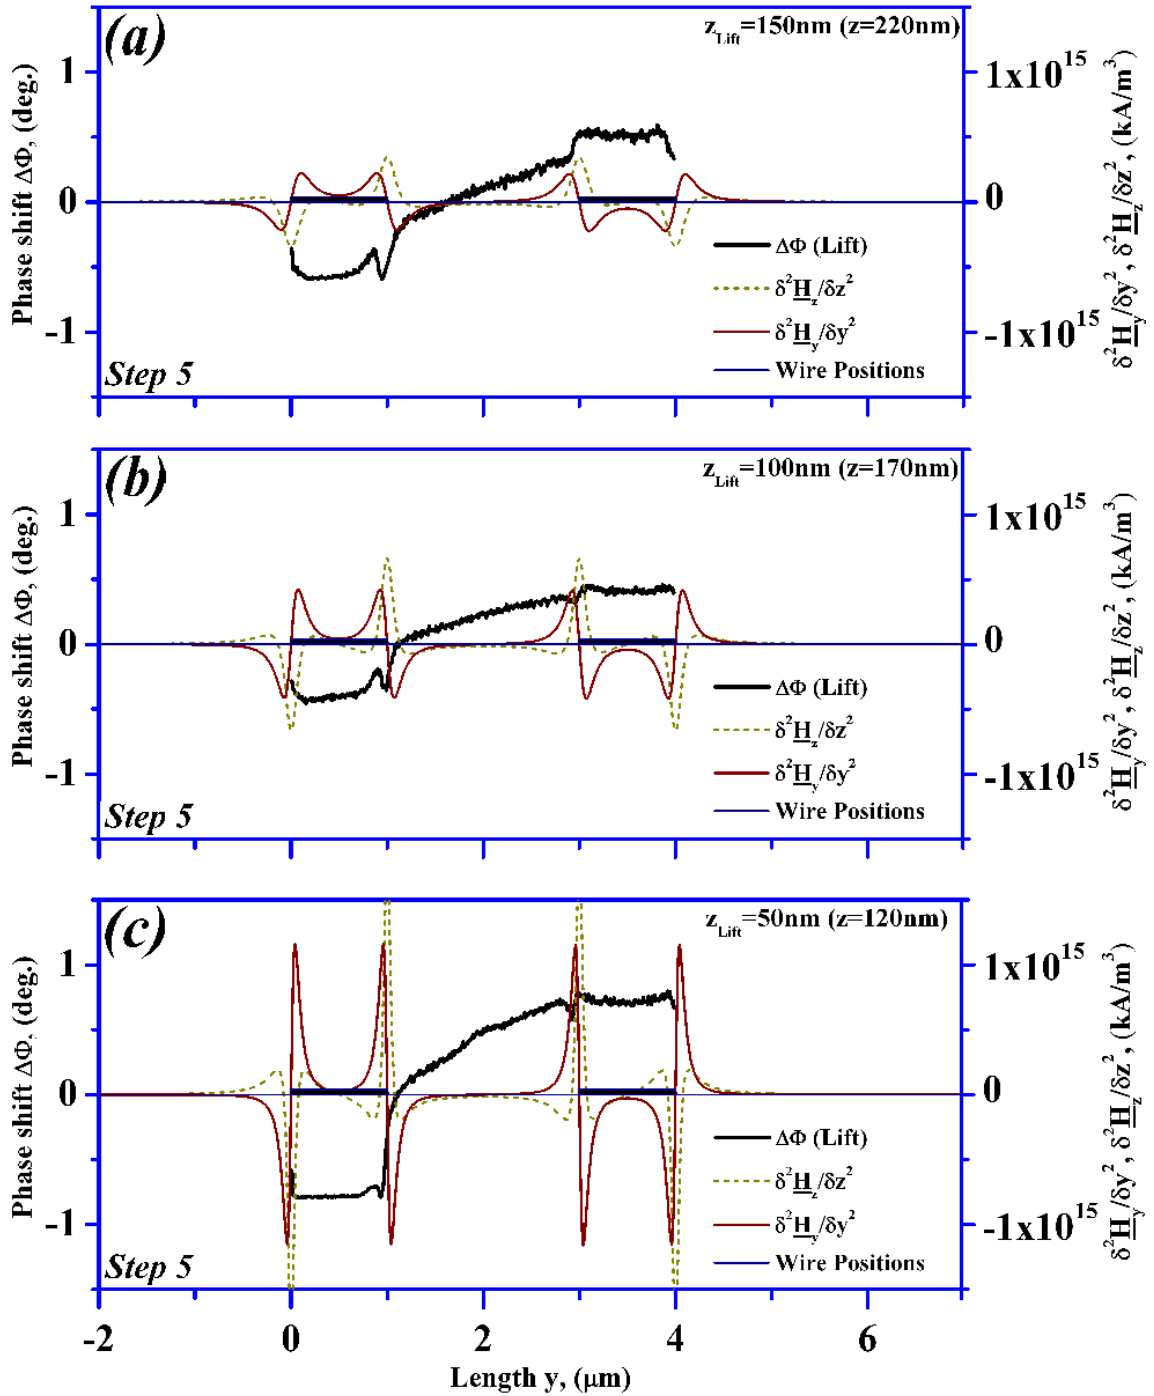 (a)
z_Lift=150nm (z=220nm)
1
0
-1
Phase shift ΔΦ, (deg.)
1x10^15
0
-1x10^15
δ²H_y/δy², δ²H_z/δz², (kA/m³)
ΔΦ (Lift)
δ²H_z/δz²
δ²H_y/δy²
Wire Positions
Step 5
(b)
z_Lift=100nm (z=170nm)
1
0
-1
Phase shift ΔΦ, (deg.)
1x10^15
0
-1x10^15
δ²H_y/δy², δ²H_z/δz², (kA/m³)
ΔΦ (Lift)
δ²H_z/δz²
δ²H_y/δy²
Wire Positions
Step 5
(c)
z_Lift=50nm (z=120nm)
1
0
-1
Phase shift ΔΦ, (deg.)
1x10^15
0
-1x10^15
δ²H_y/δy², δ²H_z/δz², (kA/m³)
ΔΦ (Lift)
δ²H_z/δz²
δ²H_y/δy²
Wire Positions
Step 5
-2 0 2 4 6
Length y, (μm)